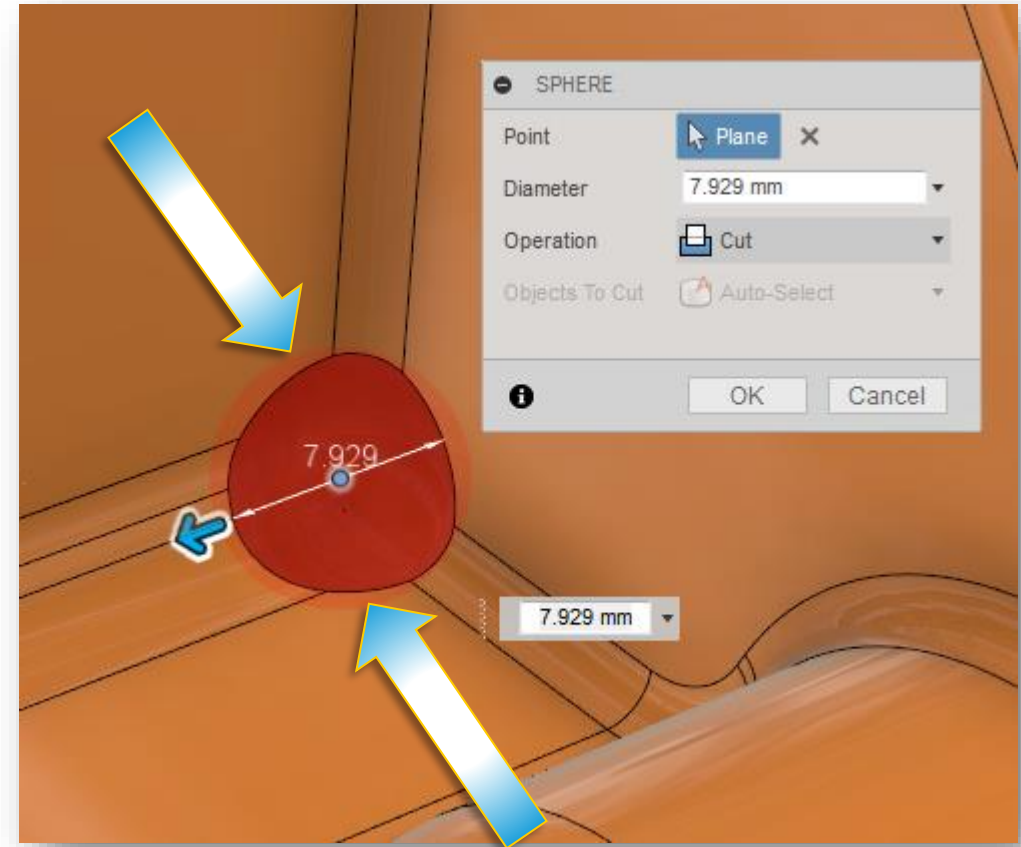 SPHERE
Point Plane
Diameter 7.929 mm
Operation Cut
Objects To Cut Auto-Select
OK Cancel
7.929
7.929 mm